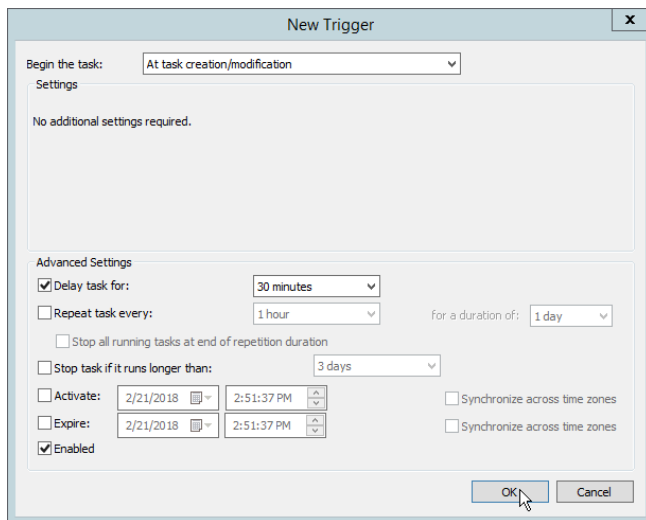 New Trigger
x
Begin the task: At task creation/modification
Settings
No additional settings required.
Advanced Settings
Delay task for: 30 minutes
Repeat task every: 1 hour for a duration of: 1 day
Stop all running tasks at end of repetition duration
Stop task if it runs longer than: 3 days
Activate: 2/21/2018 2:51:37 PM Synchronize across time zones
Expire: 2/21/2018 2:51:37 PM Synchronize across time zones
Enabled
OK Cancel